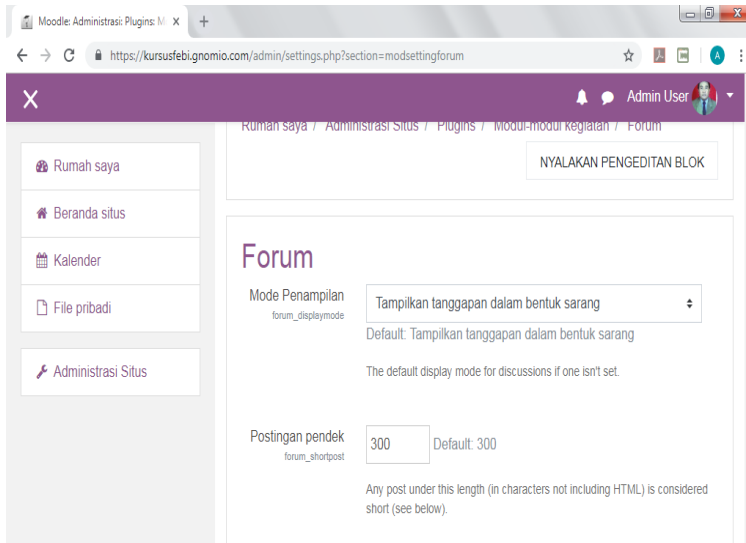 Moodle: Administrasi: Plugins: M
https://kursusfebi.gnomio.com/admin/settings.php?section=modsettingforum
A
Admin User
Rumah saya / Administrasi Situs / Plugins / Modul-modul kegiatan / Forum
NYALAKAN PENGEDITAN BLOK
Rumah saya
Beranda situs
Kalender
File pribadi
Administrasi Situs
Forum
Mode Penampilan
forum_displaymode
Tampilkan tanggapan dalam bentuk sarang
Default: Tampilkan tanggapan dalam bentuk sarang
The default display mode for discussions if one isn't set.
Postingan pendek
forum_shortpost
300
Default: 300
Any post under this length (in characters not including HTML) is considered
short (see below).